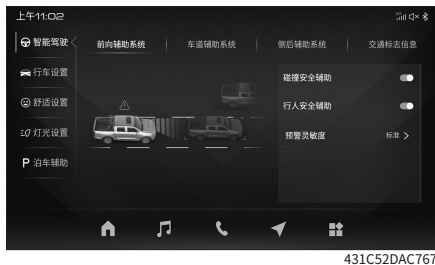 上午11:02
智能驾驶
前向辅助系统 车道辅助系统 侧后辅助系统 交通标志信息
行车设置
碰撞安全辅助
舒适设置
行人安全辅助
灯光设置
预警灵敏度 标准
P 泊车辅助
431C52DAC767